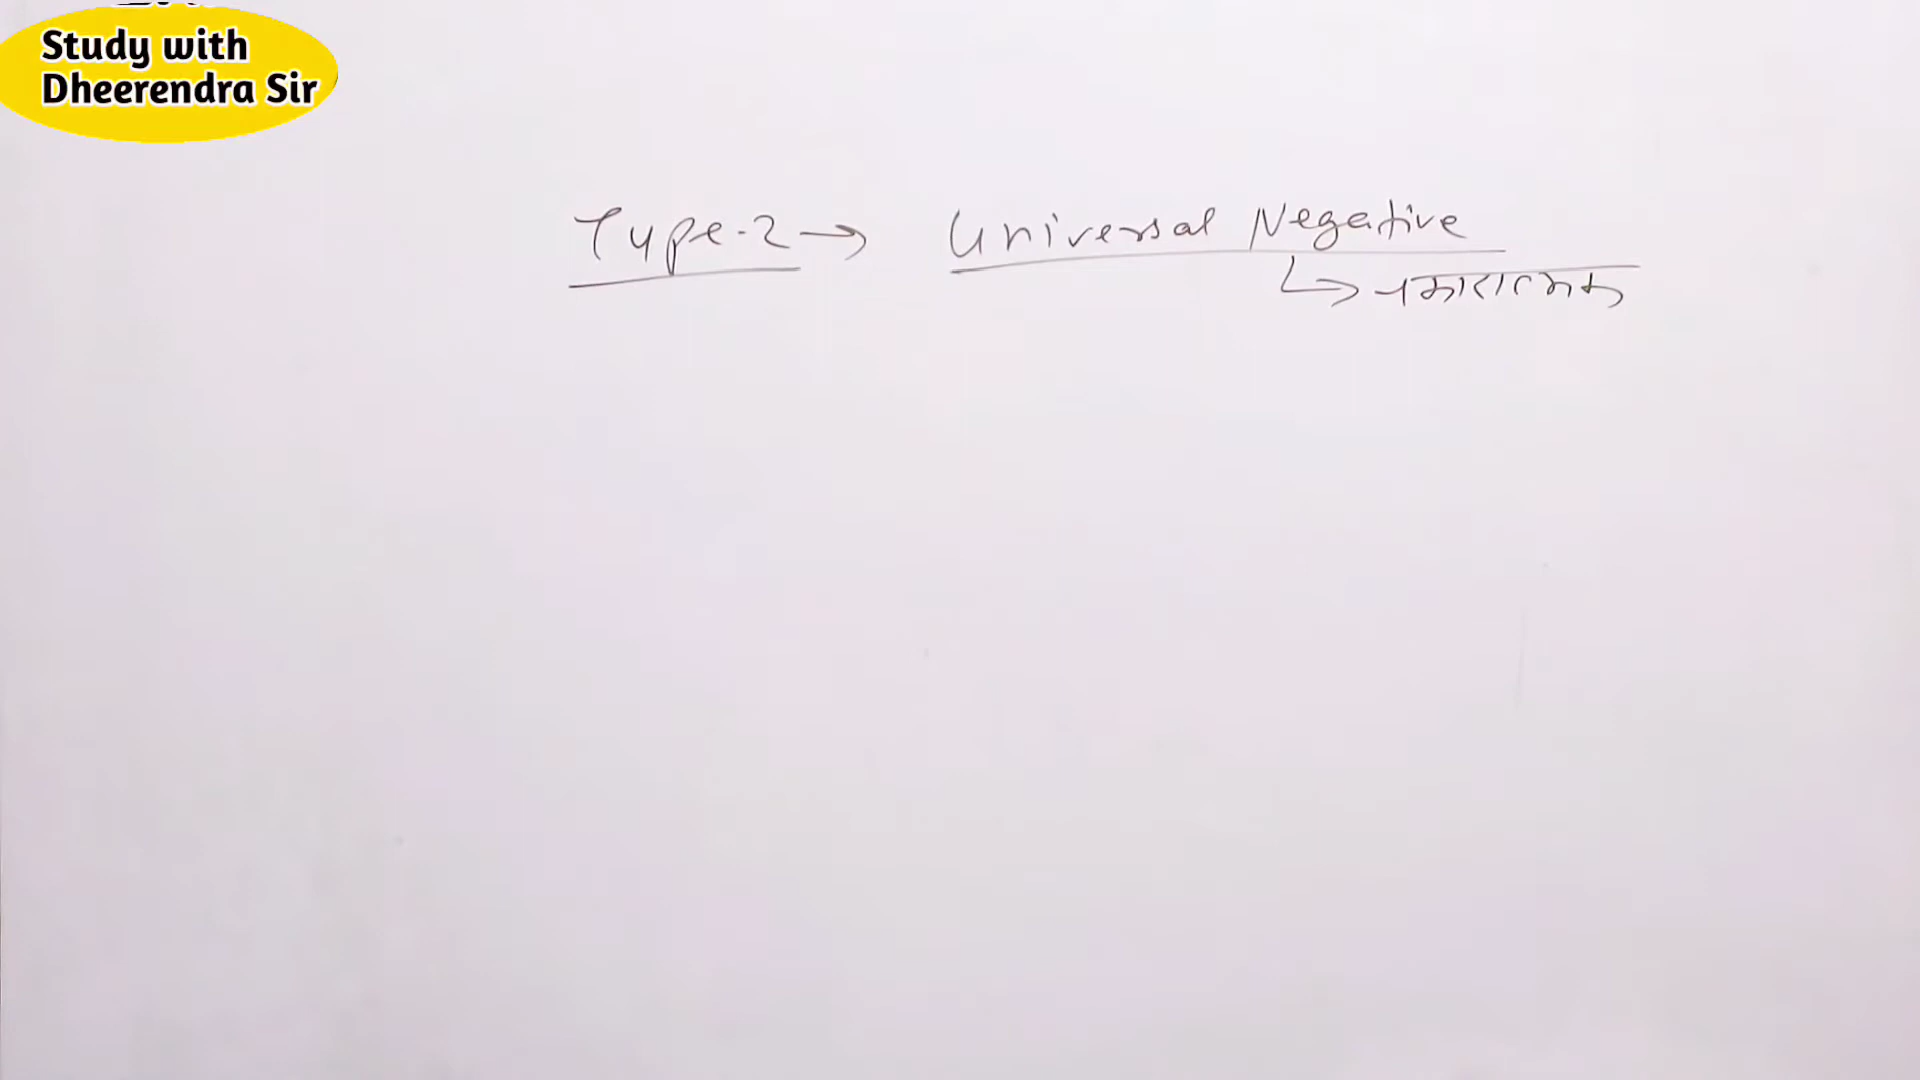 Study with
Dheerendra Sir
Type-2 → Universal Negative
↳ नकारात्मक